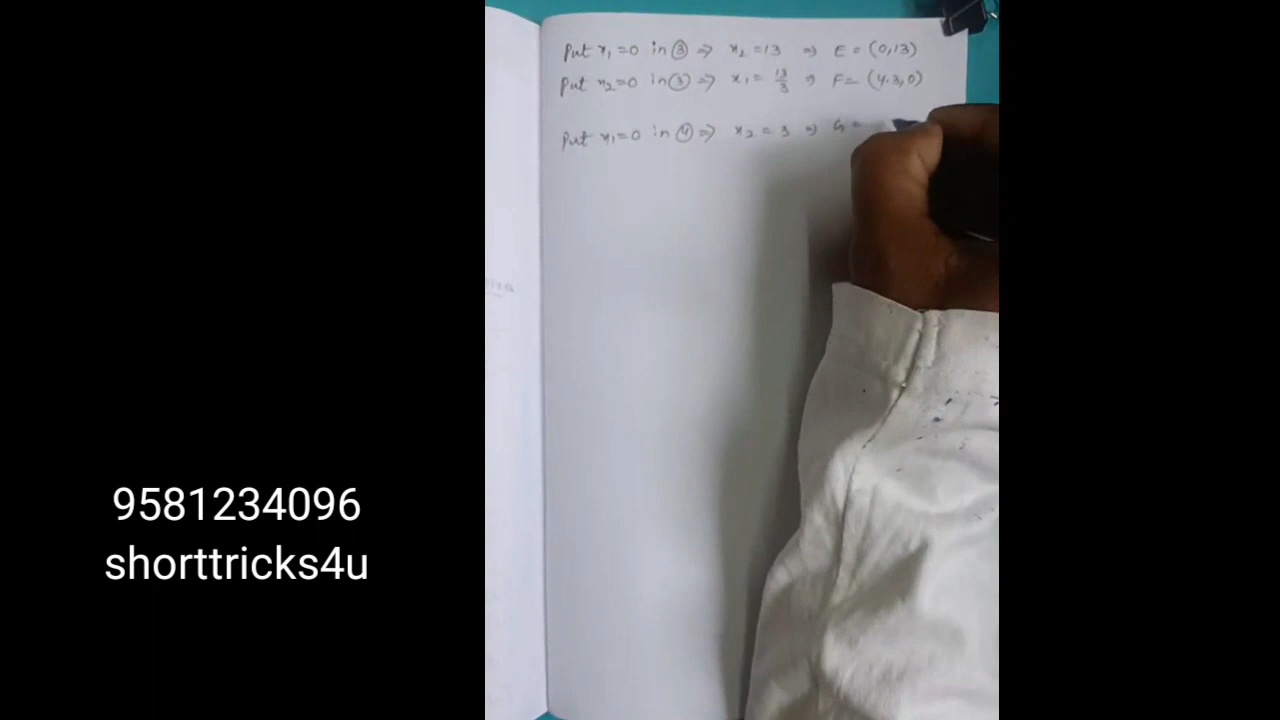 Put x₁=0 in ③ ⇒ x₂=13 ⇒ E = (0,13)
Put x₂=0 in ③ ⇒ x₁= 13/3 ⇒ F= (4.3,0)
Put x₁=0 in ④ ⇒ x₂ = 3 ⇒ G =
9581234096
shorttricks4u